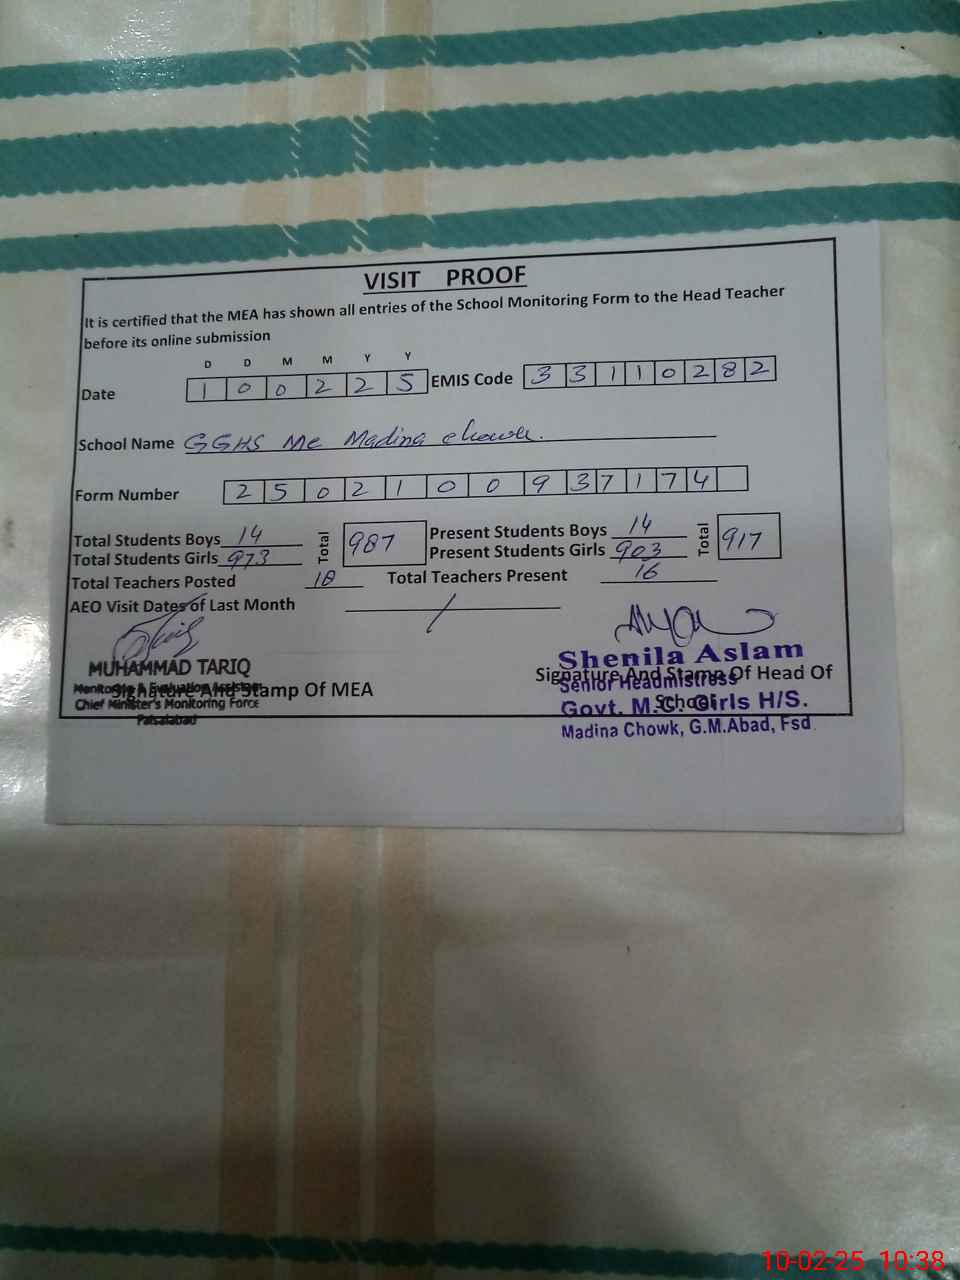 VISIT PROOF
It is certified that the MEA has shown all entries of the School Monitoring Form to the Head Teacher
before its online submission
D D M M Y Y
Date 1 0 0 2 2 5 EMIS Code 3 3 1 1 0 2 8 2
School Name GGHS Mc Madina chowk.
Form Number 2 5 0 2 1 0 0 9 3 7 1 7 4
Total Students Boys 14 Total 987 Present Students Boys 14 Total 917
Total Students Girls 973 Present Students Girls 903
Total Teachers Posted 18 Total Teachers Present 16
AEO Visit Dates of Last Month /
MUHAMMAD TARIQ
Monitoring & Evaluation Assistant
Signature And Stamp Of MEA
Chief Minister's Monitoring Force
Faisalabad
Shenila Aslam
Signature And Stamp Of Head Of
School
Senior Headmistress
Govt. M.C. Girls H/S.
Madina Chowk, G.M.Abad, Fsd
10-02-25 10:38